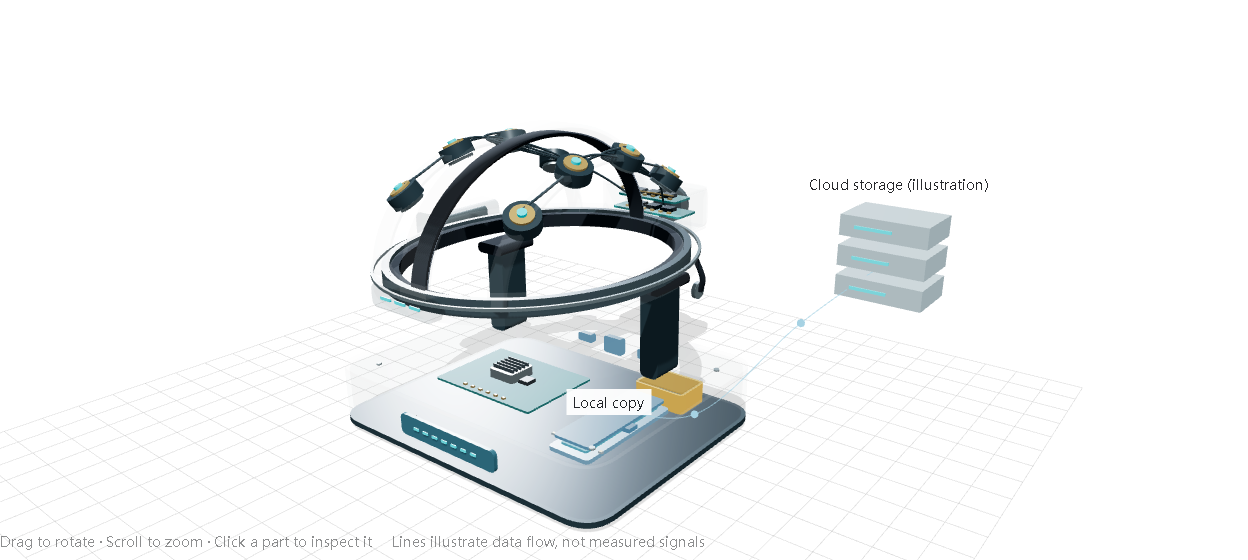 Cloud storage (illustration)
Local copy
Drag to rotate · Scroll to zoom · Click a part to inspect it Lines illustrate data flow, not measured signals